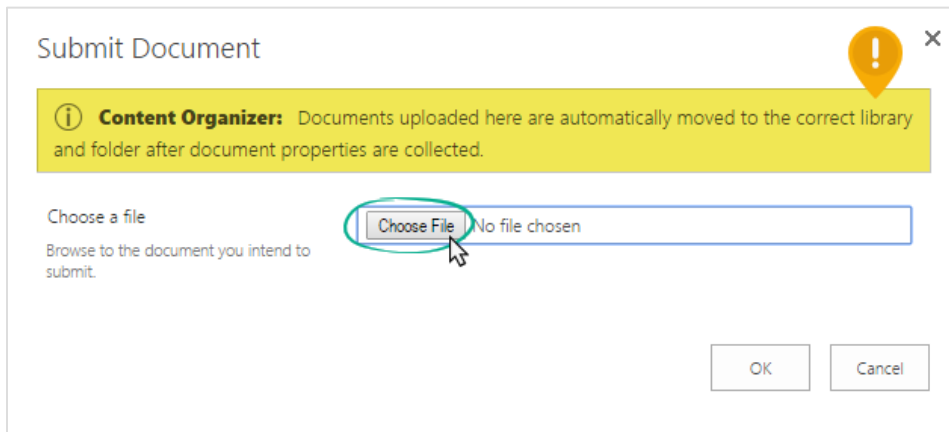 Submit Document
Content Organizer: Documents uploaded here are automatically moved to the correct library
and folder after document properties are collected.
Choose a file
Choose File No file chosen
Browse to the document you intend to
submit.
OK Cancel